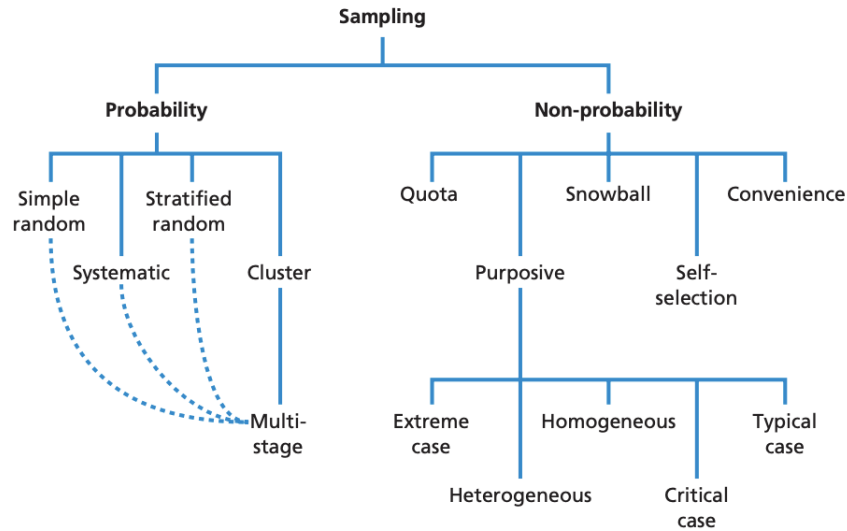 Sampling
Probability
Non-probability
Simple
random
Stratified
random
Quota
Snowball
Convenience
Systematic
Cluster
Purposive
Self-
selection
Multi-
stage
Extreme
case
Homogeneous
Typical
case
Heterogeneous
Critical
case